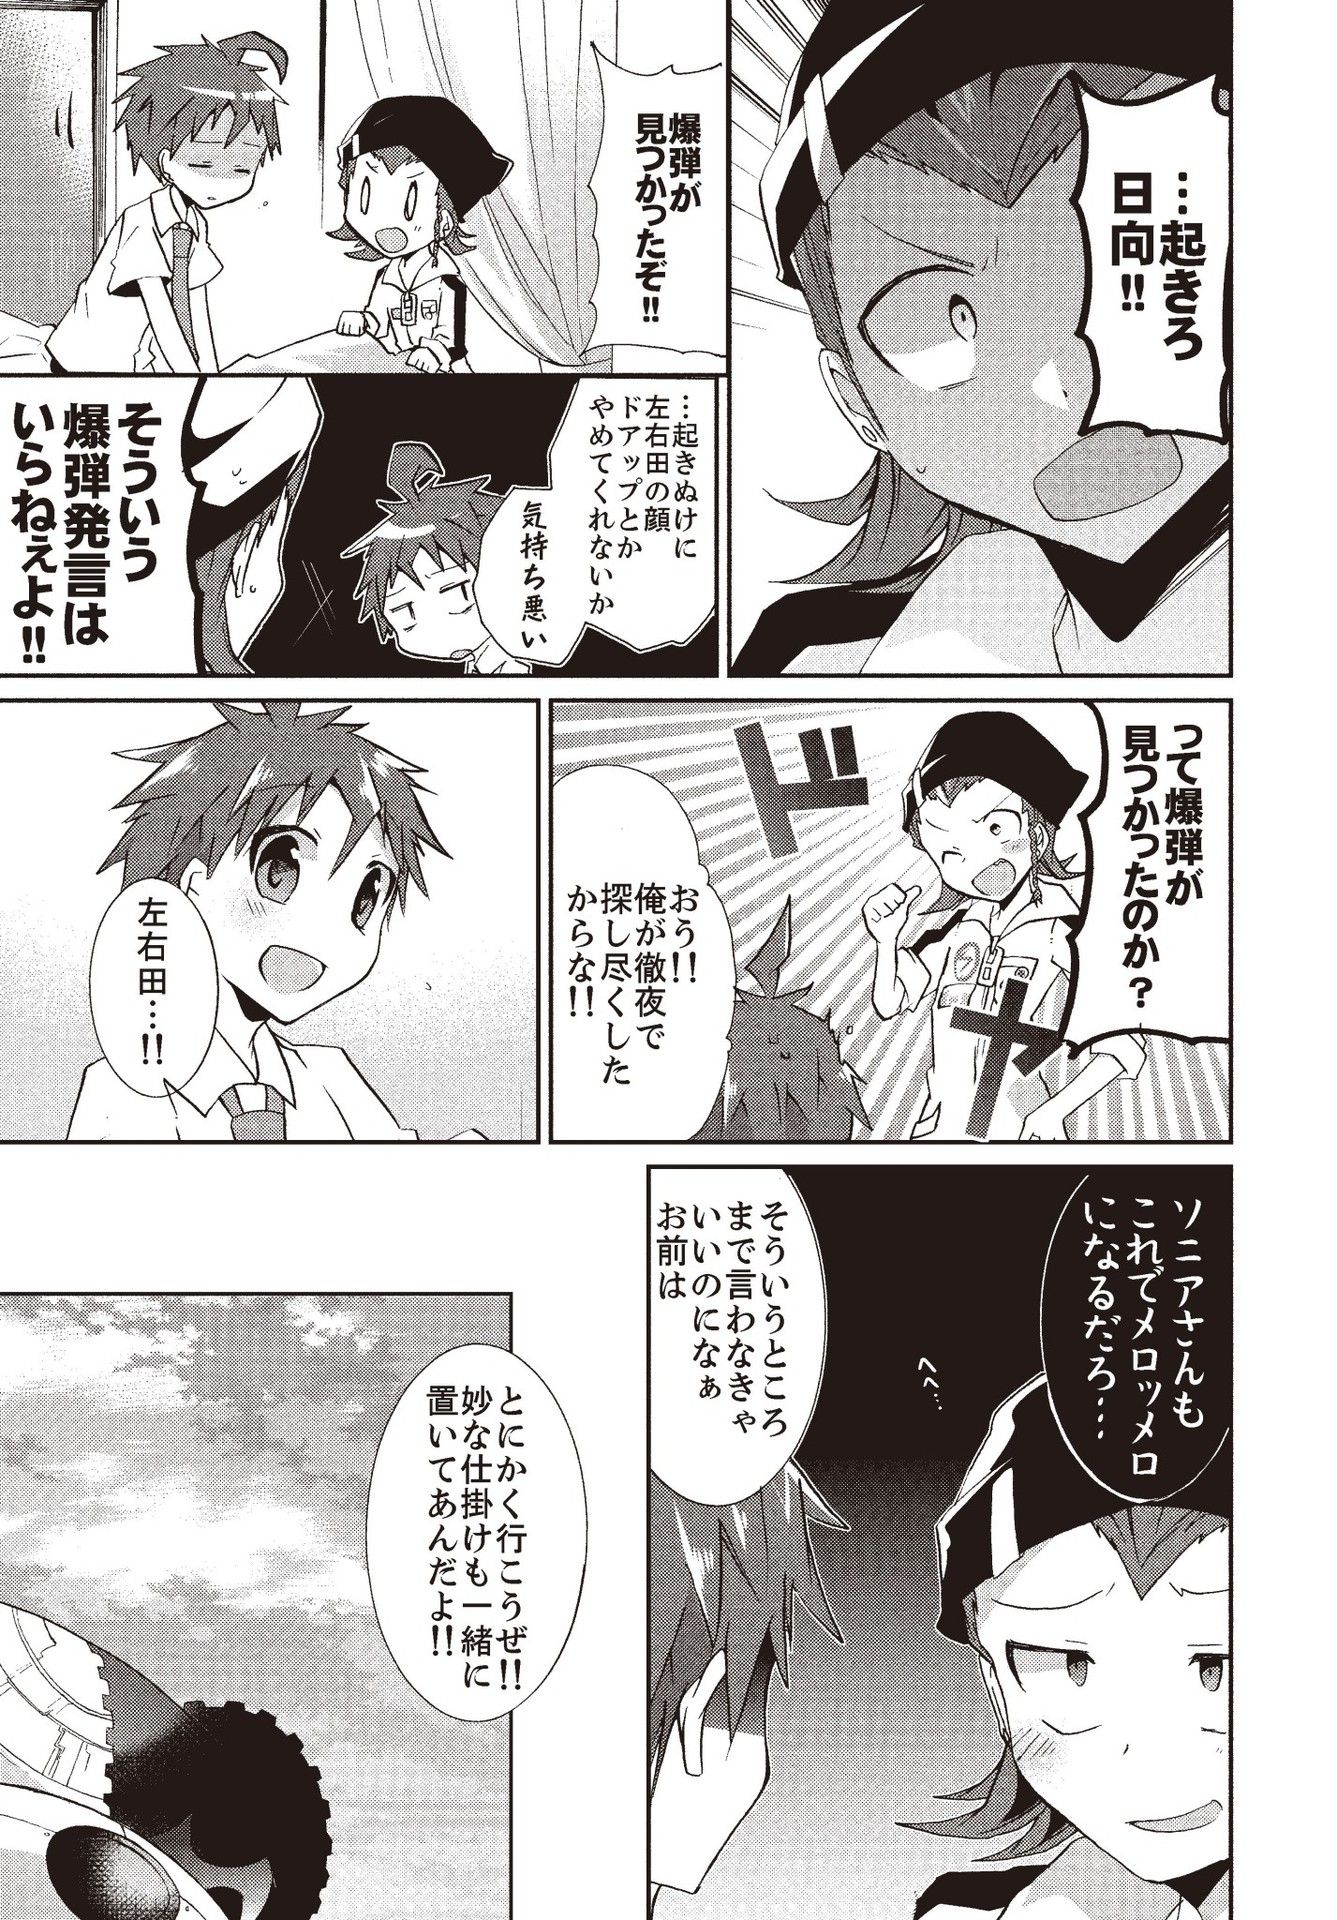 …起きろ
日向!!
爆弾が
見つかったぞ!!
…起きぬけに
左右田の顔
ドアップとか
やめてくれないか
気持ち悪い
そういう
爆弾発言は
いらねぇよ!!
って爆弾が
見つかったのか？
ドヤ
おう!!
俺が徹夜で
探し尽くした
からな!!
左右田…!!
ソニアさんも
これでメロッメロ
になるだろ…
へへ…
そういうところ
まで言わなきゃ
いいのになぁ
お前は
とにかく行こうぜ!!
妙な仕掛けも一緒に
置いてあんだよ!!